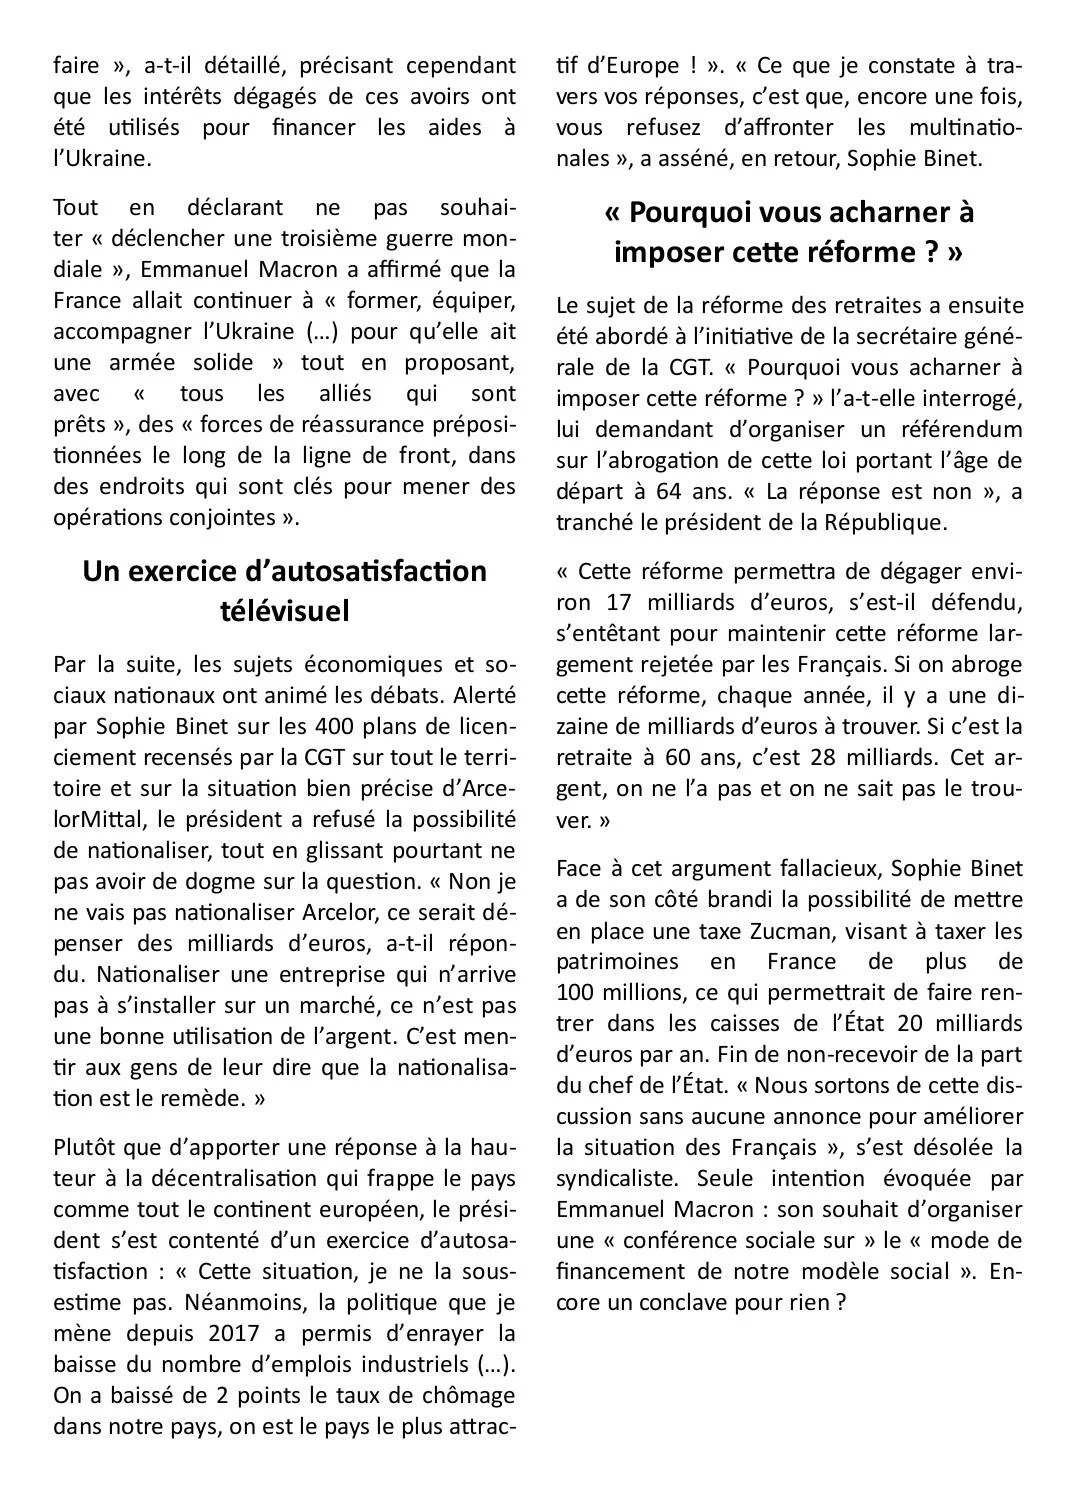 faire », a-t-il détaillé, précisant cependant
que les intérêts dégagés de ces avoirs ont
été utilisés pour financer les aides à
l’Ukraine.
Tout en déclarant ne pas souhai-
ter « déclencher une troisième guerre mon-
diale », Emmanuel Macron a affirmé que la
France allait continuer à « former, équiper,
accompagner l’Ukraine (…) pour qu’elle ait
une armée solide » tout en proposant,
avec « tous les alliés qui sont
prêts », des « forces de réassurance préposi-
tionnées le long de la ligne de front, dans
des endroits qui sont clés pour mener des
opérations conjointes ».
Un exercice d’autosatisfaction
télévisuel
Par la suite, les sujets économiques et so-
ciaux nationaux ont animé les débats. Alerté
par Sophie Binet sur les 400 plans de licen-
ciement recensés par la CGT sur tout le terri-
toire et sur la situation bien précise d’Arce-
lorMittal, le président a refusé la possibilité
de nationaliser, tout en glissant pourtant ne
pas avoir de dogme sur la question. « Non je
ne vais pas nationaliser Arcelor, ce serait dé-
penser des milliards d’euros, a-t-il répon-
du. Nationaliser une entreprise qui n’arrive
pas à s’installer sur un marché, ce n’est pas
une bonne utilisation de l’argent. C’est men-
tir aux gens de leur dire que la nationalisa-
tion est le remède. »
Plutôt que d’apporter une réponse à la hau-
teur à la décentralisation qui frappe le pays
comme tout le continent européen, le prési-
dent s’est contenté d’un exercice d’autosa-
tisfaction : « Cette situation, je ne la sous-
estime pas. Néanmoins, la politique que je
mène depuis 2017 a permis d’enrayer la
baisse du nombre d’emplois industriels (…).
On a baissé de 2 points le taux de chômage
dans notre pays, on est le pays le plus attrac-
tif d’Europe ! ». « Ce que je constate à tra-
vers vos réponses, c’est que, encore une fois,
vous refusez d’affronter les multinatio-
nales », a asséné, en retour, Sophie Binet.
« Pourquoi vous acharner à
imposer cette réforme ? »
Le sujet de la réforme des retraites a ensuite
été abordé à l’initiative de la secrétaire géné-
rale de la CGT. « Pourquoi vous acharner à
imposer cette réforme ? » l’a-t-elle interrogé,
lui demandant d’organiser un référendum
sur l’abrogation de cette loi portant l’âge de
départ à 64 ans. « La réponse est non », a
tranché le président de la République.
« Cette réforme permettra de dégager envi-
ron 17 milliards d’euros, s’est-il défendu,
s’entêtant pour maintenir cette réforme lar-
gement rejetée par les Français. Si on abroge
cette réforme, chaque année, il y a une di-
zaine de milliards d’euros à trouver. Si c’est la
retraite à 60 ans, c’est 28 milliards. Cet ar-
gent, on ne l’a pas et on ne sait pas le trou-
ver. »
Face à cet argument fallacieux, Sophie Binet
a de son côté brandi la possibilité de mettre
en place une taxe Zucman, visant à taxer les
patrimoines en France de plus de
100 millions, ce qui permettrait de faire ren-
trer dans les caisses de l’État 20 milliards
d’euros par an. Fin de non-recevoir de la part
du chef de l’État. « Nous sortons de cette dis-
cussion sans aucune annonce pour améliorer
la situation des Français », s’est désolée la
syndicaliste. Seule intention évoquée par
Emmanuel Macron : son souhait d’organiser
une « conférence sociale sur » le « mode de
financement de notre modèle social ». En-
core un conclave pour rien ?